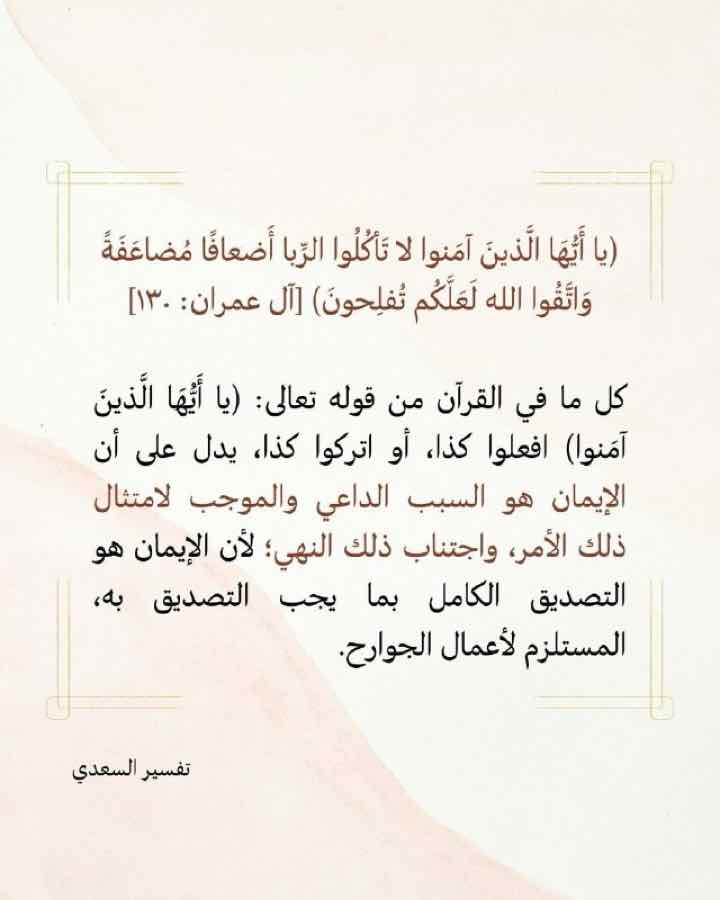 (يا أَيُّهَا الَّذينَ آمَنوا لا تَأكُلُوا الرِّبا أَضعافًا مُضاعَفَةً
وَاتَّقُوا الله لَعَلَّكُم تُفلِحونَ) [آل عمران: ١٣٠]
كل ما في القرآن من قوله تعالى: (يا أَيُّهَا الَّذينَ
آمَنوا) افعلوا كذا، أو اتركوا كذا، يدل على أن
الإيمان هو السبب الداعي والموجب لامتثال
ذلك الأمر، واجتناب ذلك النهي؛ لأن الإيمان هو
التصديق الكامل بما يجب التصديق به،
المستلزم لأعمال الجوارح.
تفسير السعدي